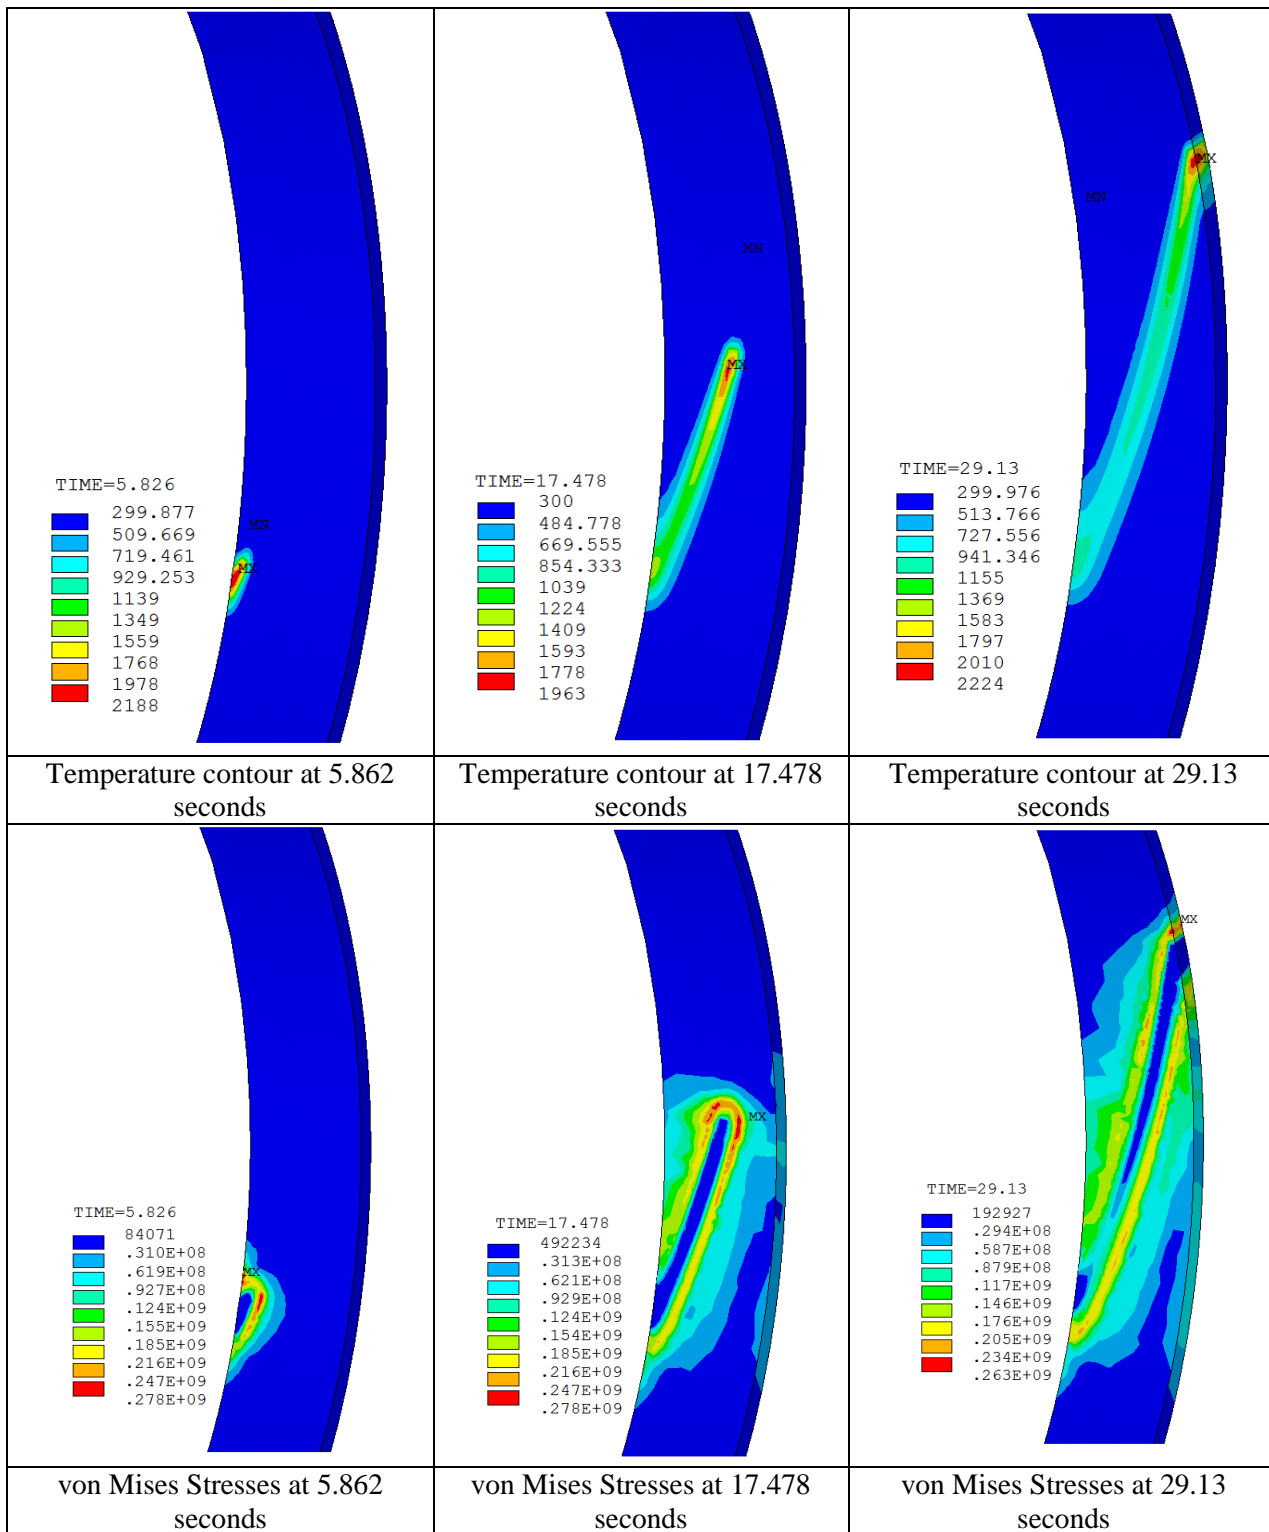 MN
MX
TIME=5.826
299.877
509.669
719.461
929.253
1139
1349
1559
1768
1978
2188
MN
MX
TIME=17.478
300
484.778
669.555
854.333
1039
1224
1409
1593
1778
1963
MX
MN
TIME=29.13
299.976
513.766
727.556
941.346
1155
1369
1583
1797
2010
2224
Temperature contour at 5.862
seconds
Temperature contour at 17.478
seconds
Temperature contour at 29.13
seconds
TIME=5.826
84071
.310E+08
.619E+08
.927E+08
.124E+09
.155E+09
.185E+09
.216E+09
.247E+09
.278E+09
MX
MX
TIME=17.478
492234
.313E+08
.621E+08
.929E+08
.124E+09
.154E+09
.185E+09
.216E+09
.247E+09
.278E+09
MX
TIME=29.13
192927
.294E+08
.587E+08
.879E+08
.117E+09
.146E+09
.176E+09
.205E+09
.234E+09
.263E+09
von Mises Stresses at 5.862
seconds
von Mises Stresses at 17.478
seconds
von Mises Stresses at 29.13
seconds